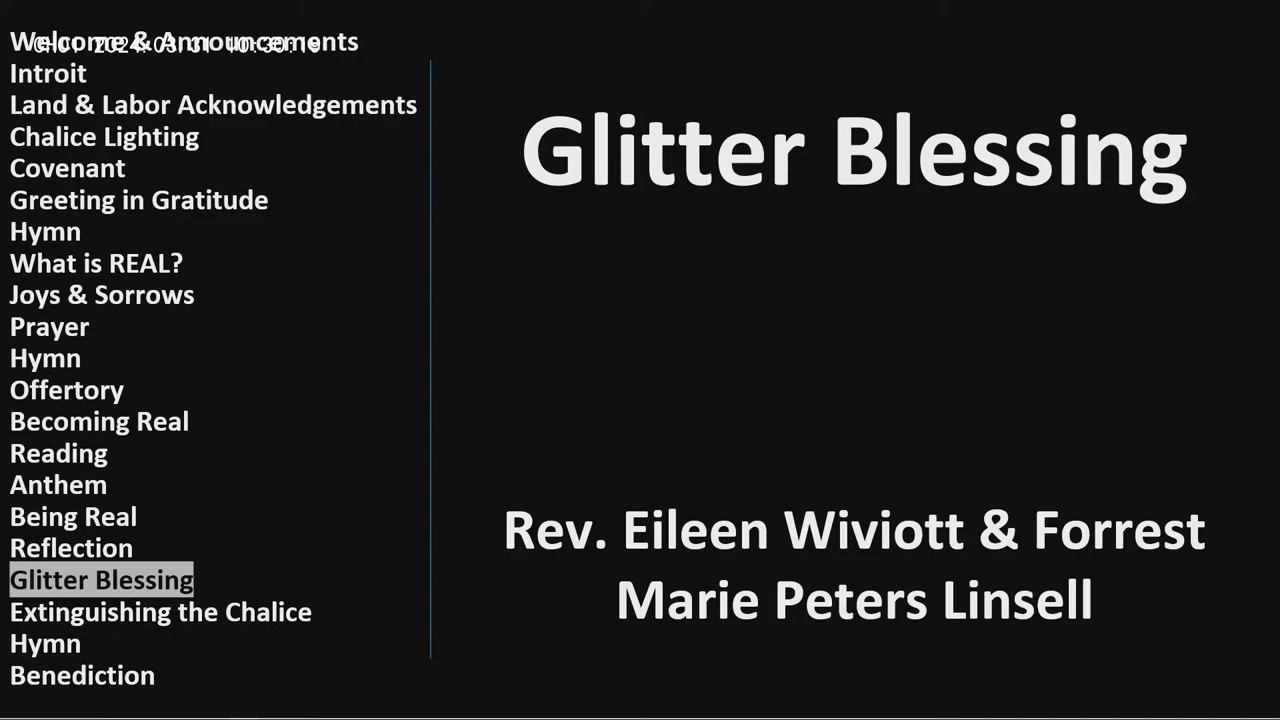 Welcome & Announcements
Introit
Land & Labor Acknowledgements
Chalice Lighting
Covenant
Greeting in Gratitude
Hymn
What is REAL?
Joys & Sorrows
Prayer
Hymn
Offertory
Becoming Real
Reading
Anthem
Being Real
Reflection
Glitter Blessing
Extinguishing the Chalice
Hymn
Benediction
Glitter Blessing
Rev. Eileen Wiviott & Forrest
Marie Peters Linsell